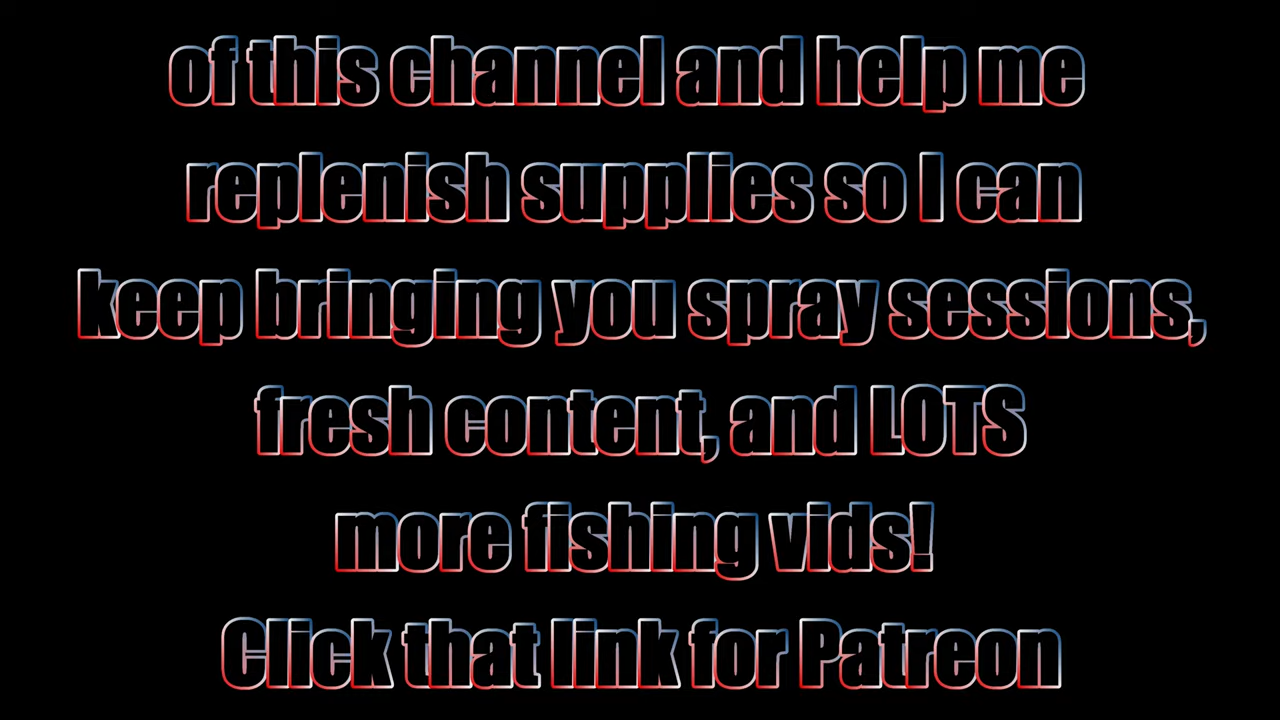 of this channel and help me
replenish supplies so I can
keep bringing you spray sessions,
fresh content, and LOTS
more fishing vids!
Click that link for Patreon